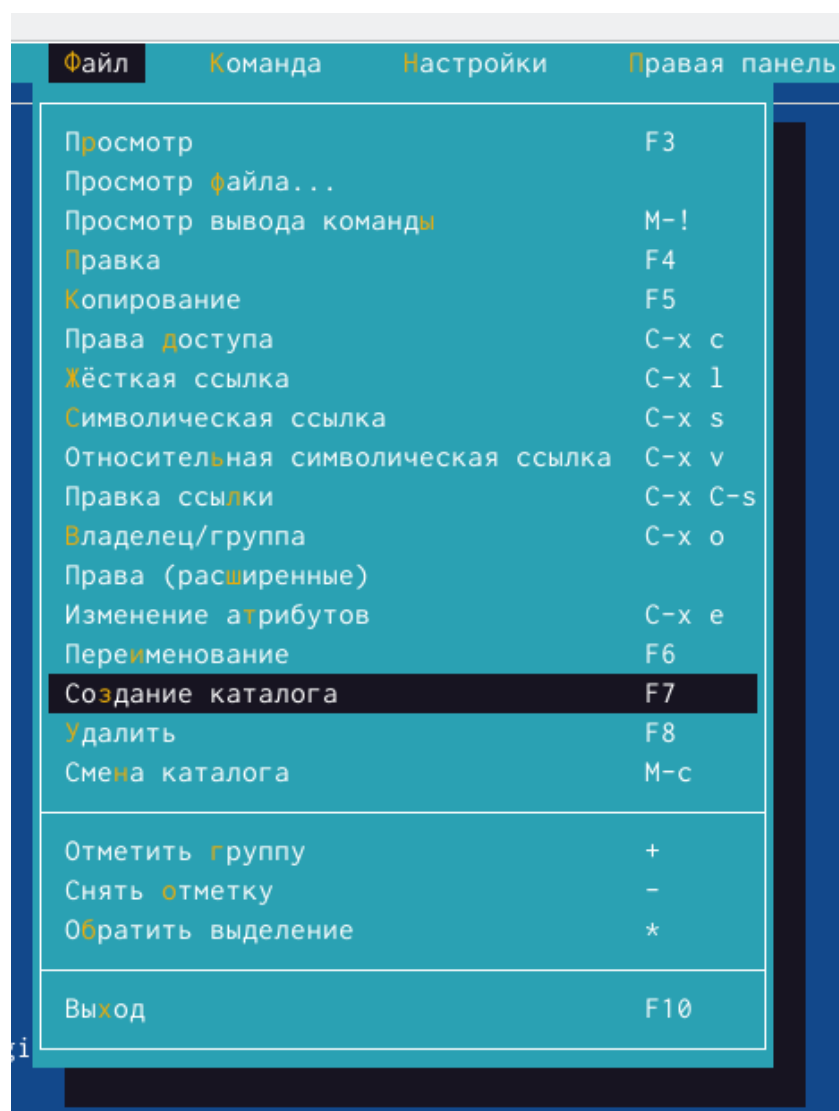 Файл Команда Настройки Правая панель
Просмотр F3
Просмотр файла...
Просмотр вывода команды M-!
Правка F4
Копирование F5
Права доступа C-x c
Жёсткая ссылка C-x l
Символическая ссылка C-x s
Относительная символическая ссылка C-x v
Правка ссылки C-x C-s
Владелец/группа C-x o
Права (расширенные)
Изменение атрибутов C-x e
Переименование F6
Создание каталога F7
Удалить F8
Смена каталога M-c
Отметить группу +
Снять отметку -
Обратить выделение *
Выход F10